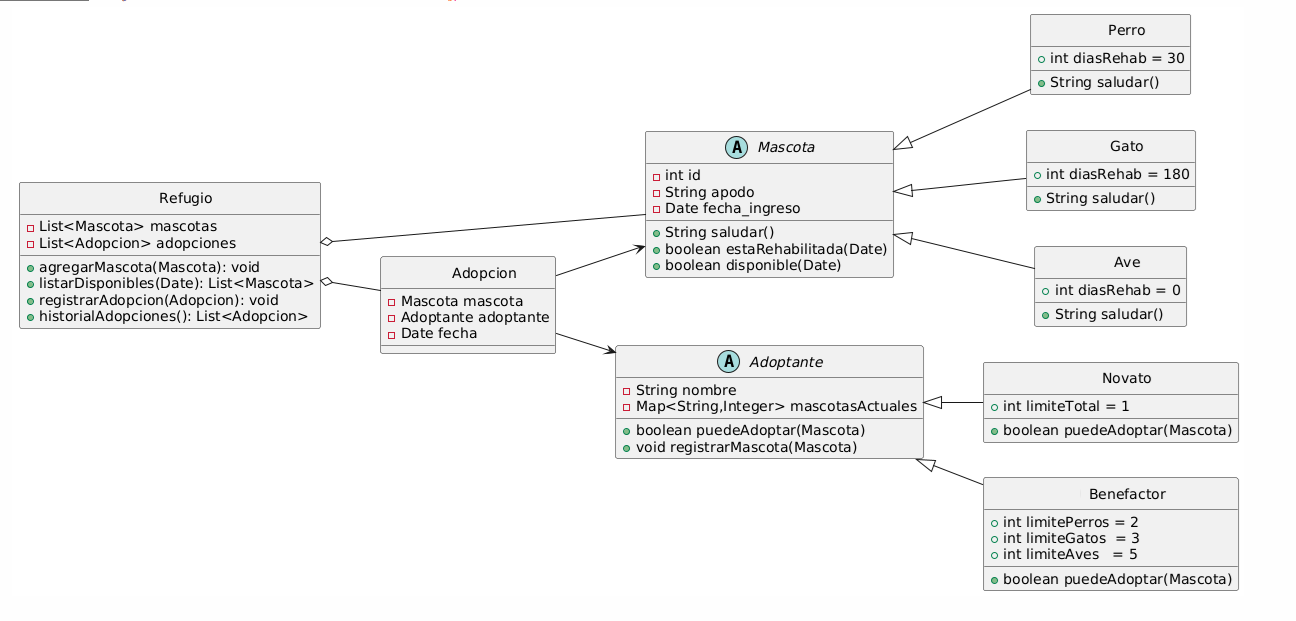 Refugio
List<Mascota> mascotas
List<Adopcion> adopciones
agregarMascota(Mascota): void
listarDisponibles(Date): List<Mascota>
registrarAdopcion(Adopcion): void
historialAdopciones(): List<Adopcion>
Adopcion
Mascota mascota
Adoptante adoptante
Date fecha
A Mascota
int id
String apodo
Date fecha_ingreso
String saludar()
boolean estaRehabilitada(Date)
boolean disponible(Date)
A Adoptante
String nombre
Map<String,Integer> mascotasActuales
boolean puedeAdoptar(Mascota)
void registrarMascota(Mascota)
Perro
int diasRehab = 30
String saludar()
Gato
int diasRehab = 180
String saludar()
Ave
int diasRehab = 0
String saludar()
Novato
int limiteTotal = 1
boolean puedeAdoptar(Mascota)
Benefactor
int limitePerros = 2
int limiteGatos = 3
int limiteAves = 5
boolean puedeAdoptar(Mascota)